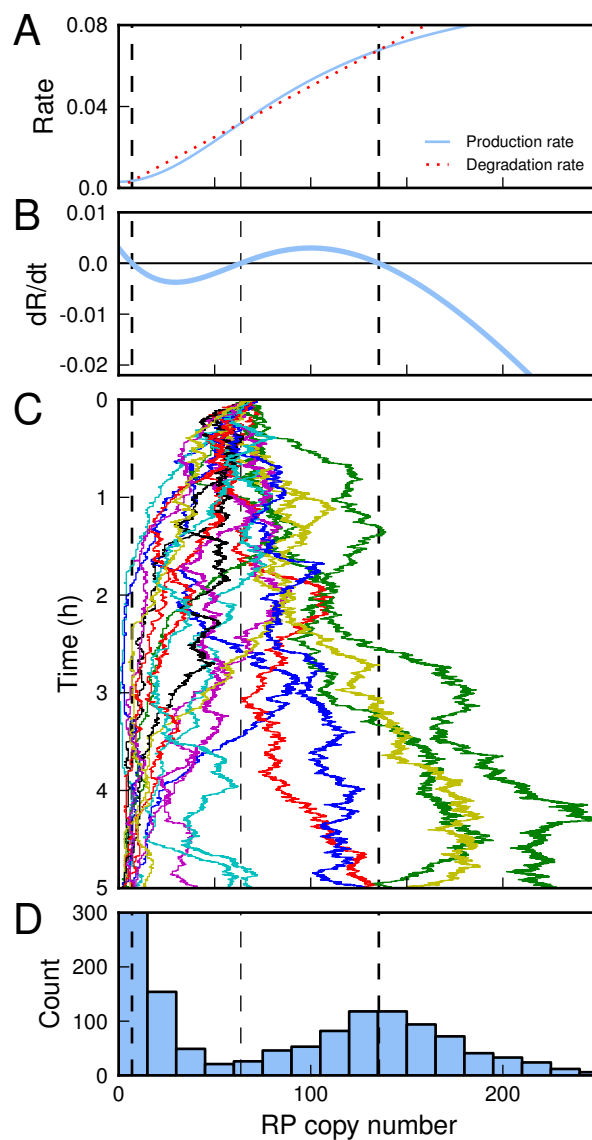 A
0.08
0.04
0.0
Rate
Production rate
Degradation rate
B
0.01
0.0
-0.01
-0.02
dR/dt
C
0
1
2
3
4
5
Time (h)
D
300
200
100
0
Count
0 100 200
RP copy number